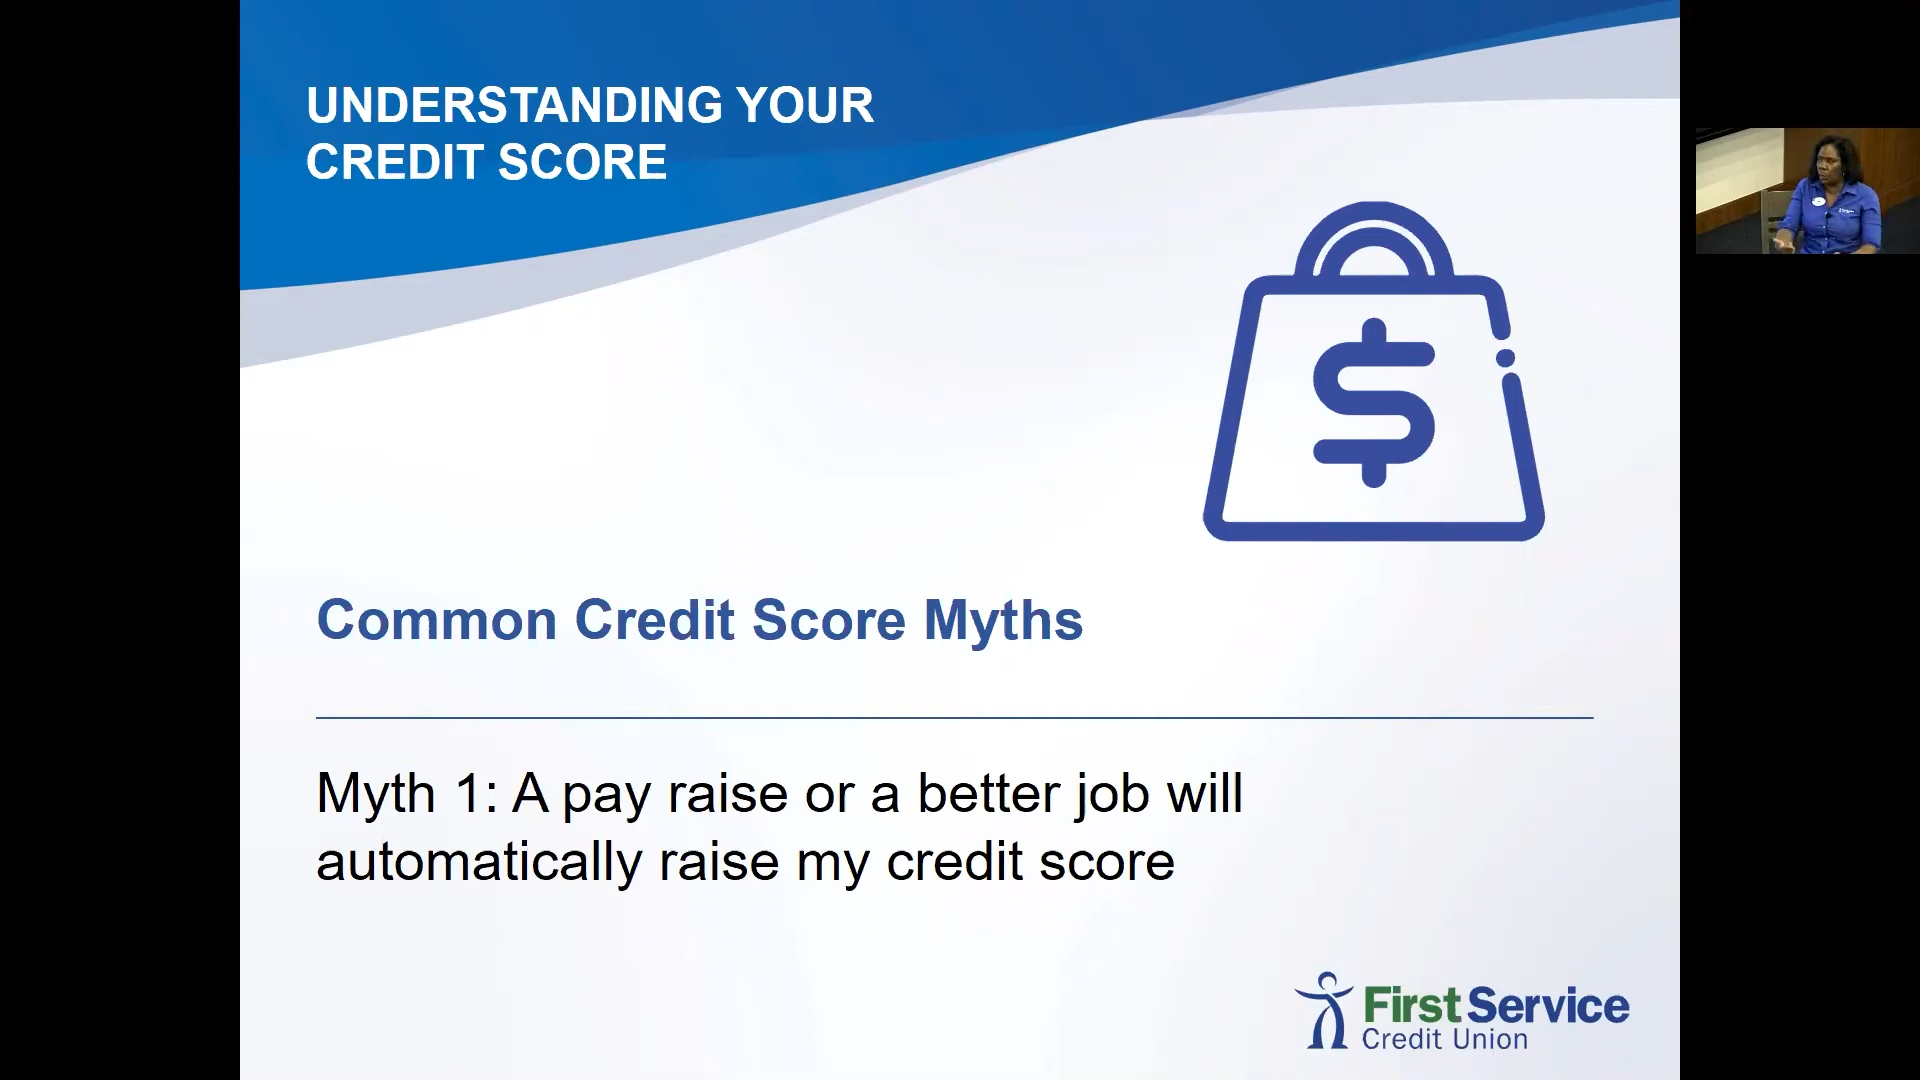 UNDERSTANDING YOUR
CREDIT SCORE
$
Common Credit Score Myths
Myth 1: A pay raise or a better job will
automatically raise my credit score
First Service
Credit Union